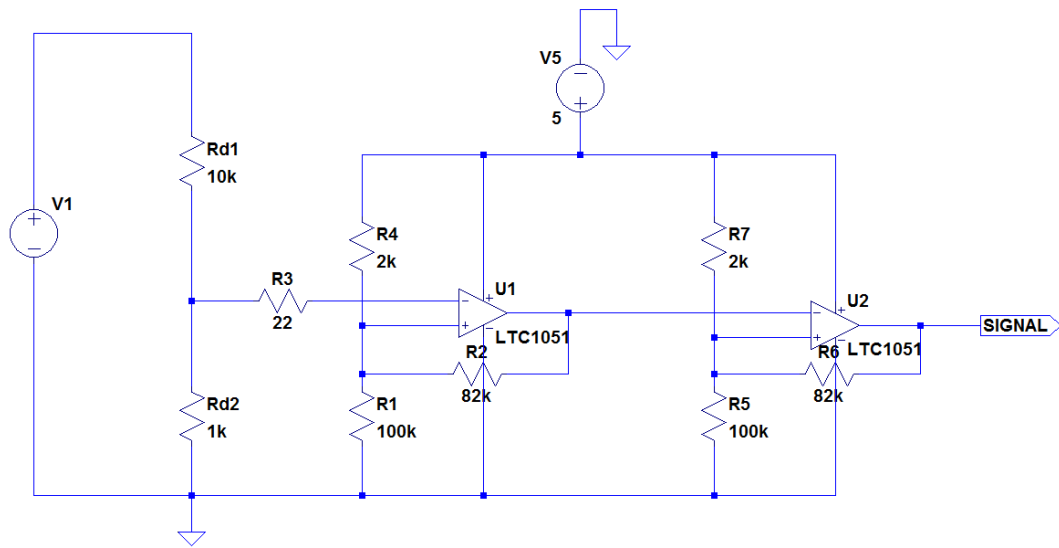 V5
5
Rd1
10k
V1
R4
2k
R7
2k
R3
22
U1
LTC1051
U2
LTC1051
SIGNAL
R2
82k
R6
82k
Rd2
1k
R1
100k
R5
100k